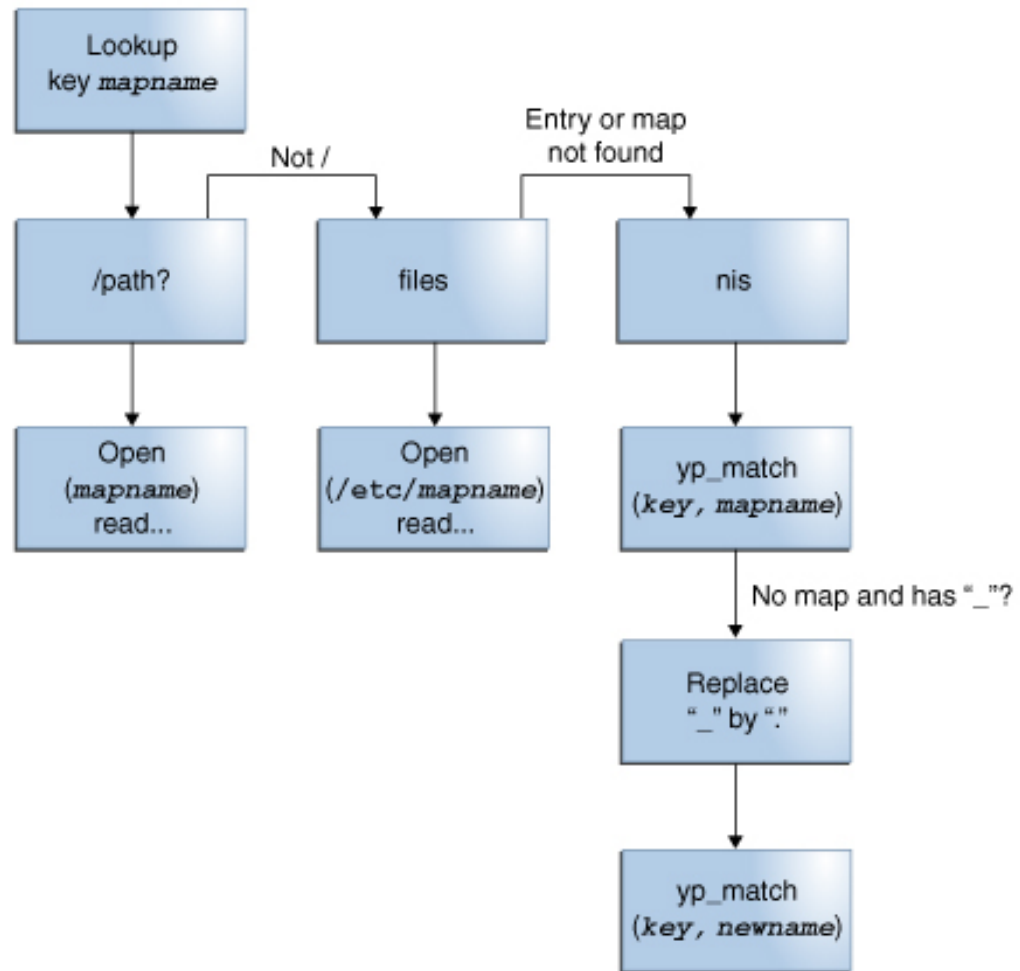 Lookup
key mapname
Not /
Entry or map
not found
/path?
files
nis
Open
(mapname)
read...
Open
(/etc/mapname)
read...
yp_match
(key, mapname)
No map and has “_”?
Replace
“_” by “.”
yp_match
(key, newname)